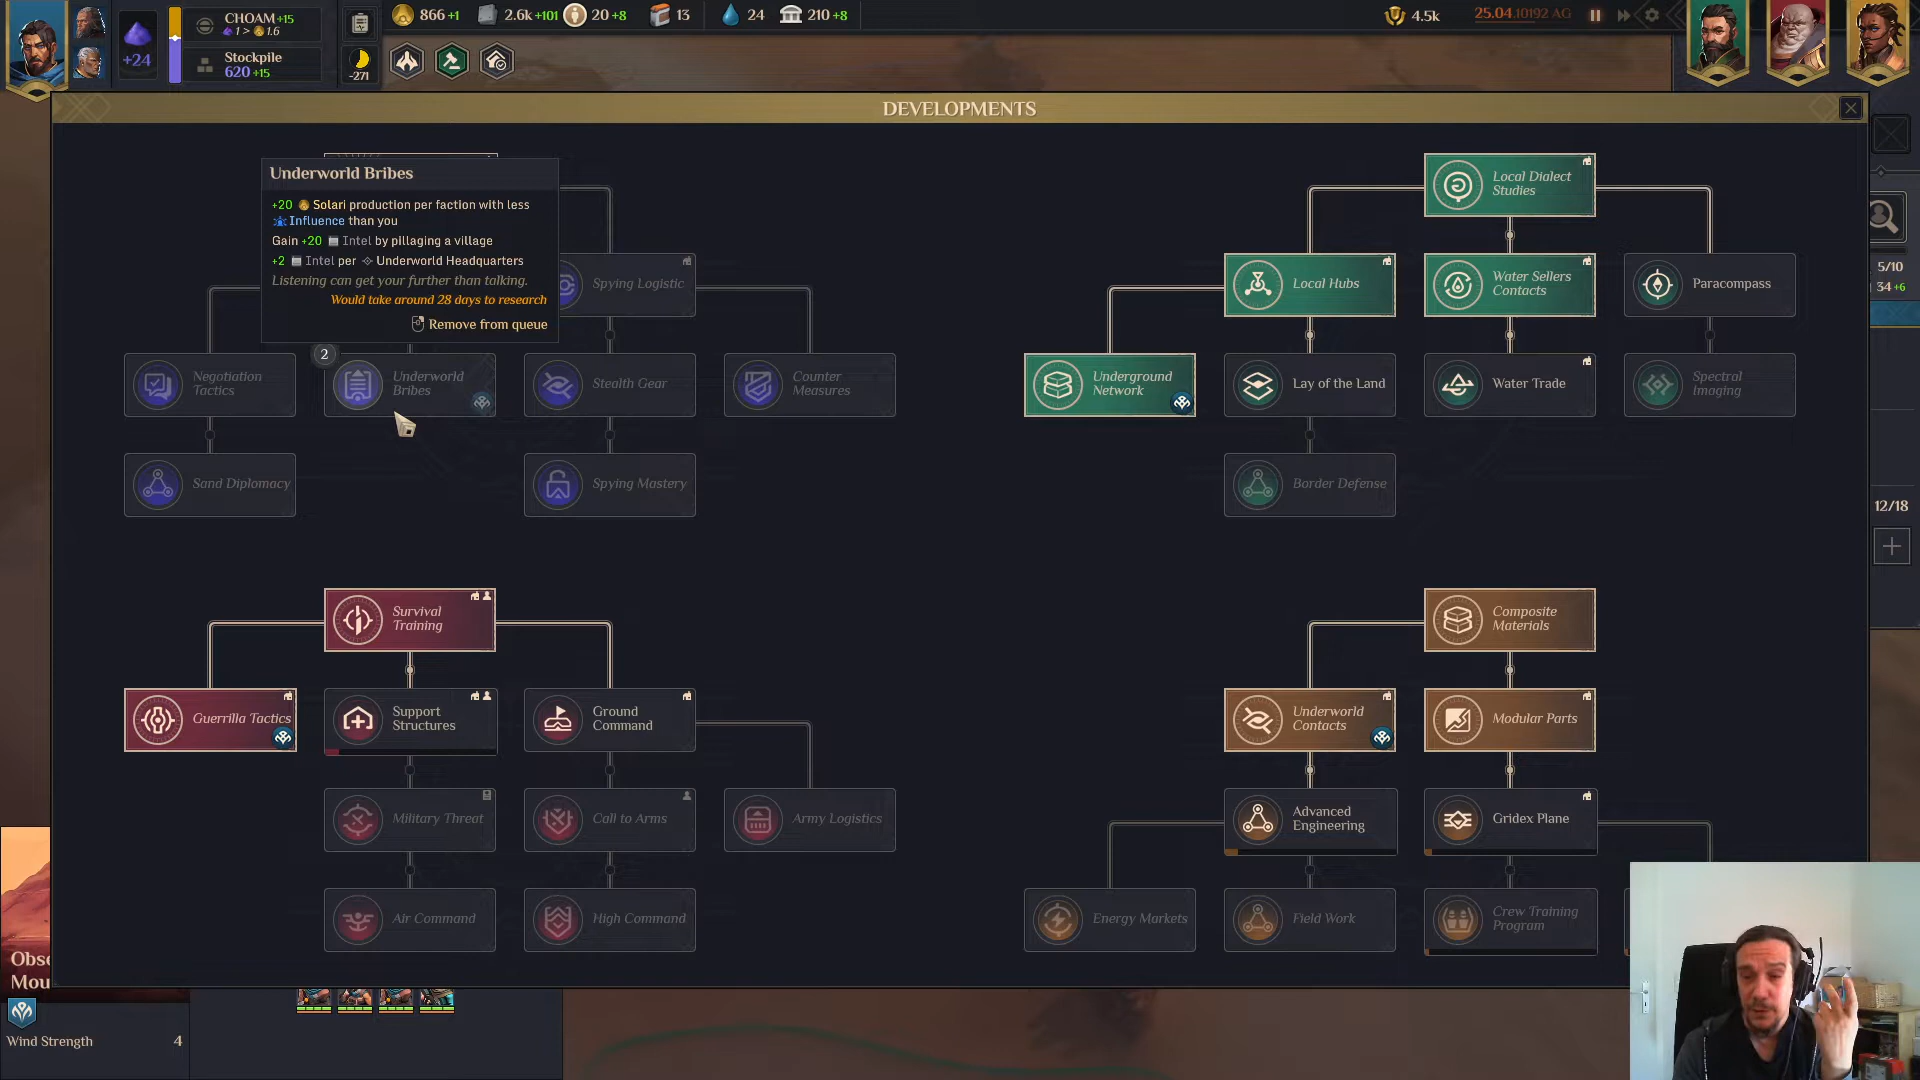 CHOAM +15
1 > 1.6
Stockpile
620 +15
+24
-271
866 +1
2.6k +101
20 +8
13
24
210 +8
4.5k
25.04.10192 AG
DEVELOPMENTS
Underworld Bribes
+20 Solari production per faction with less
Influence than you
Gain +20 Intel by pillaging a village
+2 Intel per Underworld Headquarters
Listening can get your further than talking.
Would take around 28 days to research
Remove from queue
2
Spying Logistic
Negotiation
Tactics
Underworld
Bribes
Stealth Gear
Counter
Measures
Sand Diplomacy
Spying Mastery
Local Dialect
Studies
Local Hubs
Water Sellers
Contacts
Paracompass
Underground
Network
Lay of the Land
Water Trade
Spectral
Imaging
Border Defense
5/10
34 +6
12/18
Survival
Training
Guerrilla Tactics
Support
Structures
Ground
Command
Military Threat
Call to Arms
Army Logistics
Air Command
High Command
Composite
Materials
Underworld
Contacts
Modular Parts
Advanced
Engineering
Gridex Plane
Energy Markets
Field Work
Crew Training
Program
Obse
Mou
Wind Strength 4